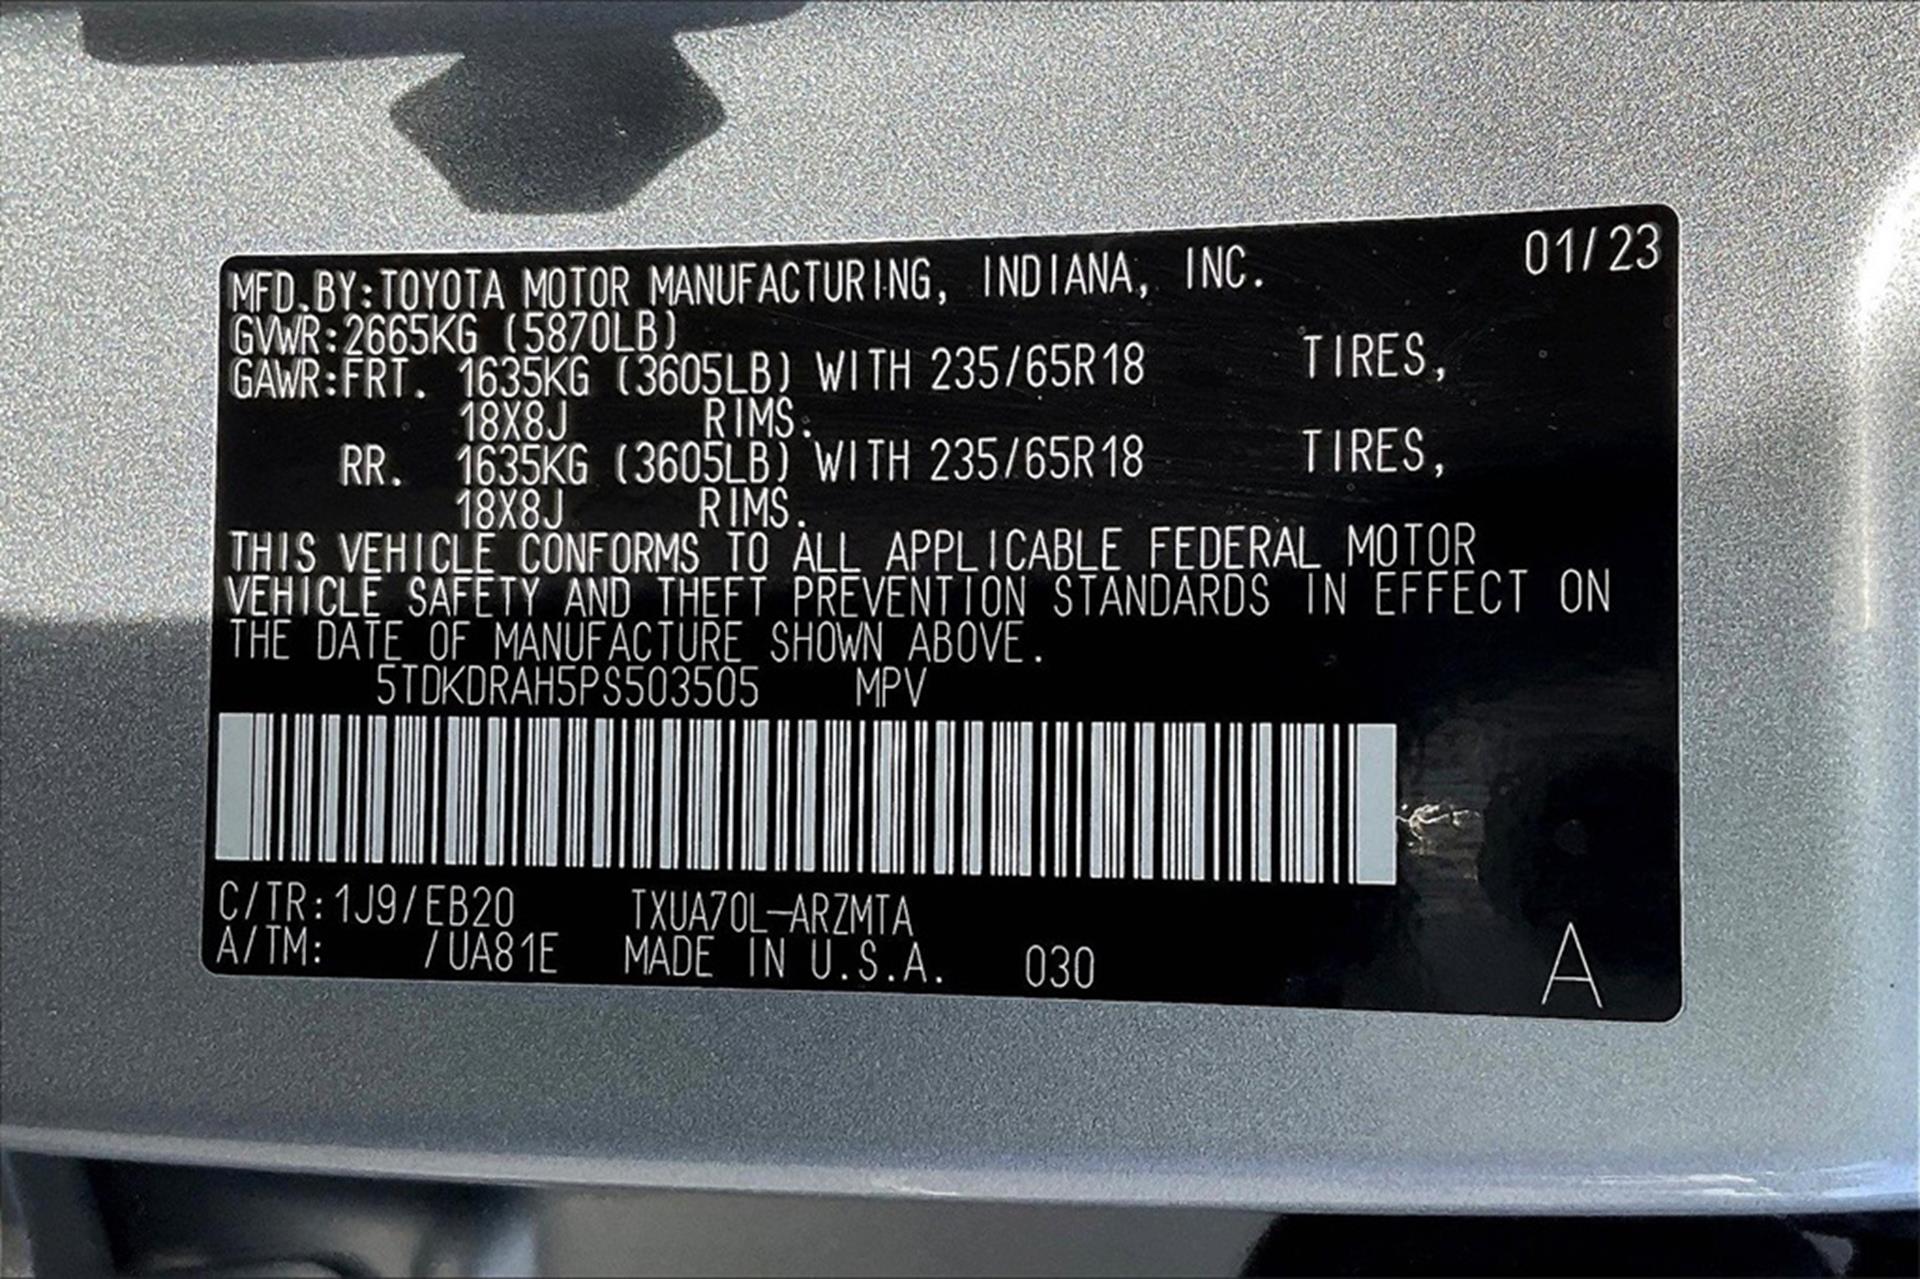 01/23
MFD.BY:TOYOTA MOTOR MANUFACTURING, INDIANA, INC.
GVWR:2665KG (5870LB)
GAWR:FRT. 1635KG (3605LB) WITH 235/65R18 TIRES,
18X8J RIMS.
RR. 1635KG (3605LB) WITH 235/65R18 TIRES,
18X8J RIMS.
THIS VEHICLE CONFORMS TO ALL APPLICABLE FEDERAL MOTOR
VEHICLE SAFETY AND THEFT PREVENTION STANDARDS IN EFFECT ON
THE DATE OF MANUFACTURE SHOWN ABOVE.
5TDKDRAH5PS503505 MPV
C/TR:1J9/EB20 TXUA70L-ARZMTA
A/TM: /UA81E MADE IN U.S.A. 030
A